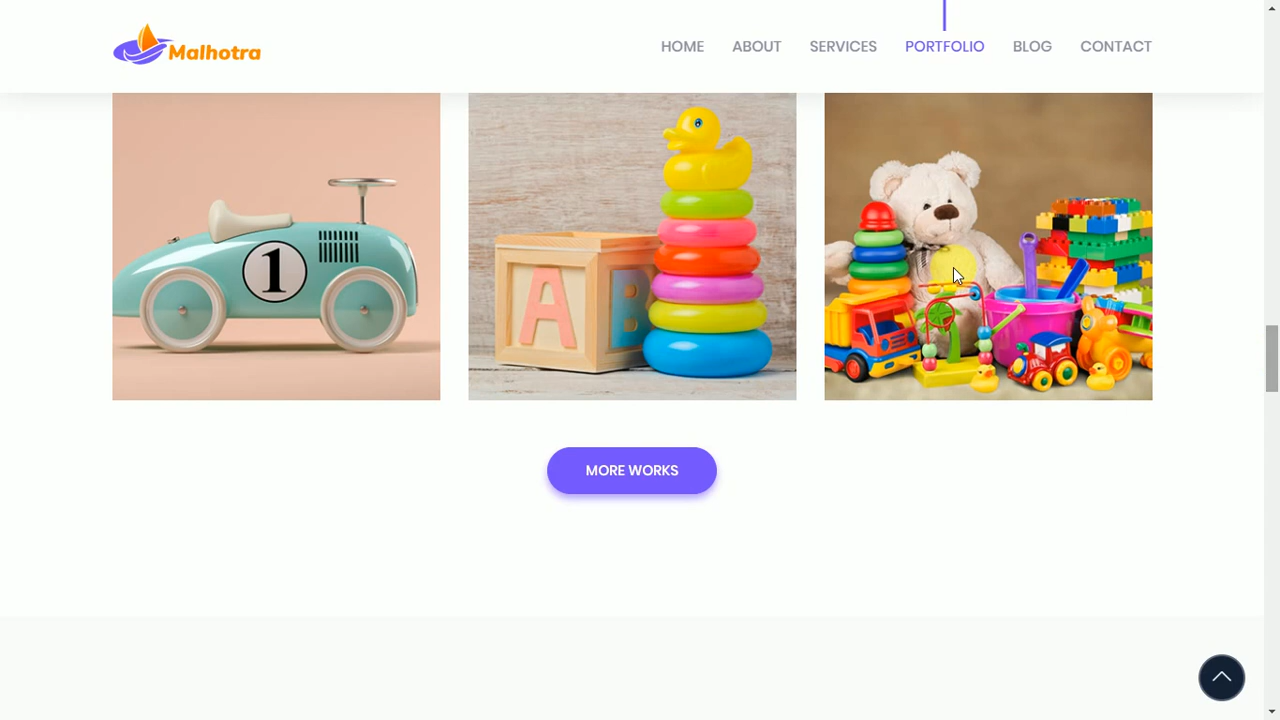 Malhotra
HOME ABOUT SERVICES PORTFOLIO BLOG CONTACT
1
A B
MORE WORKS